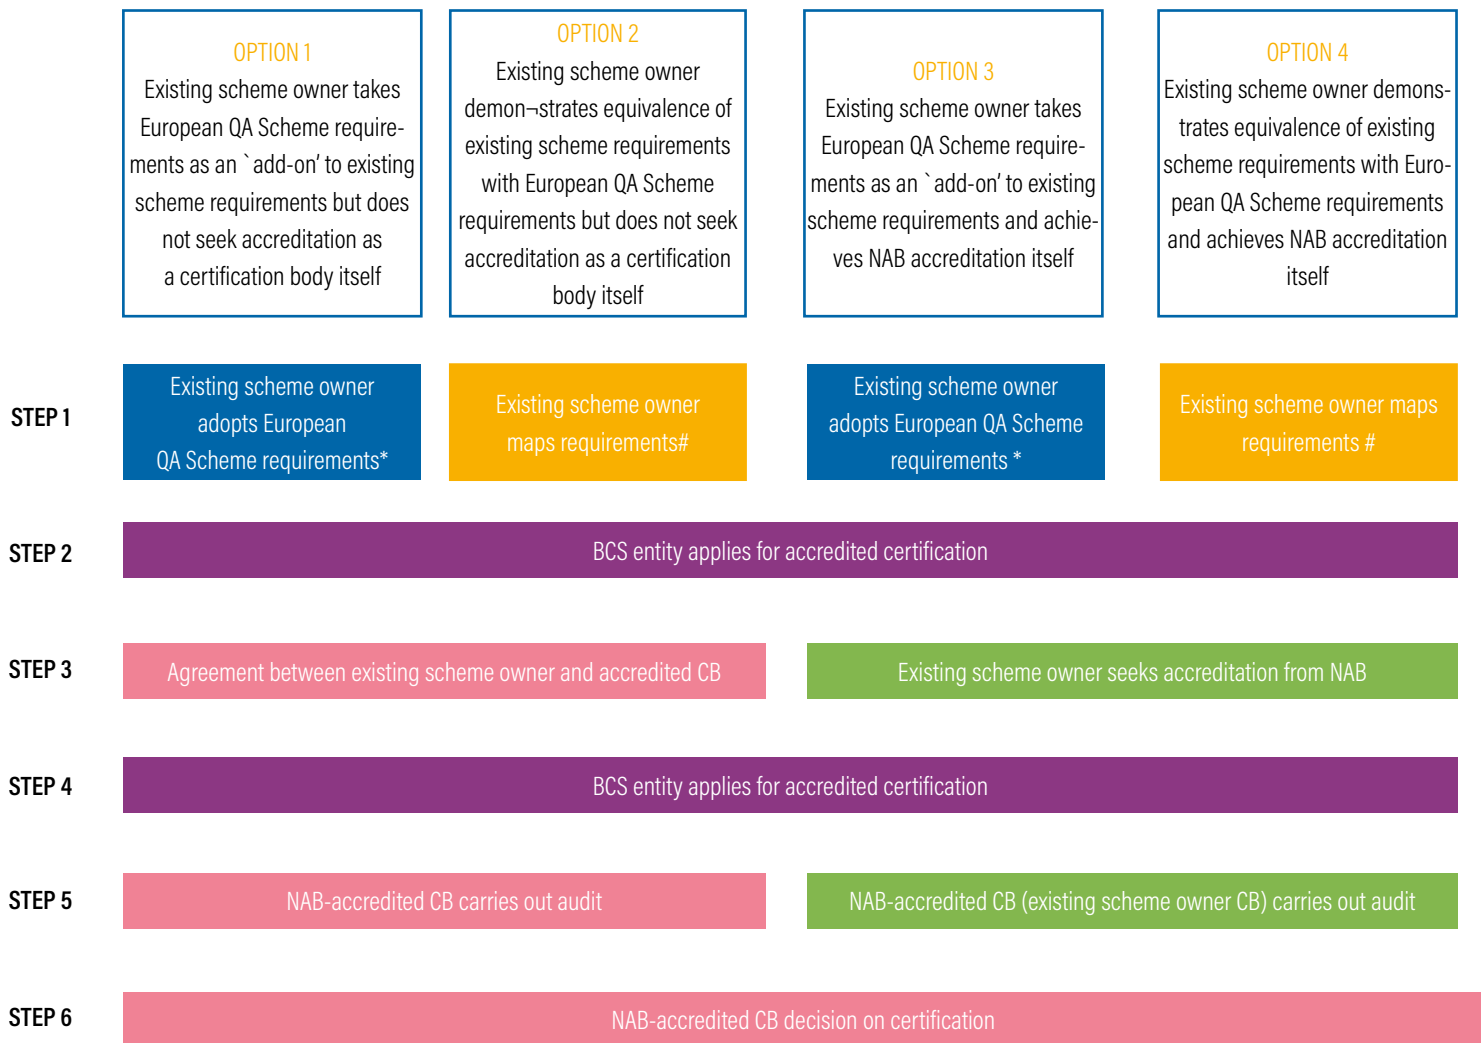 OPTION 1
Existing scheme owner takes
European QA Scheme require-
ments as an `add-on’ to existing
scheme requirements but does
not seek accreditation as
a certification body itself
OPTION 2
Existing scheme owner
demon¬strates equivalence of
existing scheme requirements
with European QA Scheme
requirements but does not seek
accreditation as a certification
body itself
OPTION 3
Existing scheme owner takes
European QA Scheme require-
ments as an `add-on’ to existing
scheme requirements and achie-
ves NAB accreditation itself
OPTION 4
Existing scheme owner demons-
trates equivalence of existing
scheme requirements with Euro-
pean QA Scheme requirements
and achieves NAB accreditation
itself
STEP 1
Existing scheme owner
adopts European
QA Scheme requirements*
Existing scheme owner
maps requirements#
Existing scheme owner
adopts European QA Scheme
requirements *
Existing scheme owner maps
requirements #
STEP 2
BCS entity applies for accredited certification
STEP 3
Agreement between existing scheme owner and accredited CB
Existing scheme owner seeks accreditation from NAB
STEP 4
BCS entity applies for accredited certification
STEP 5
NAB-accredited CB carries out audit
NAB-accredited CB (existing scheme owner CB) carries out audit
STEP 6
NAB-accredited CB decision on certification